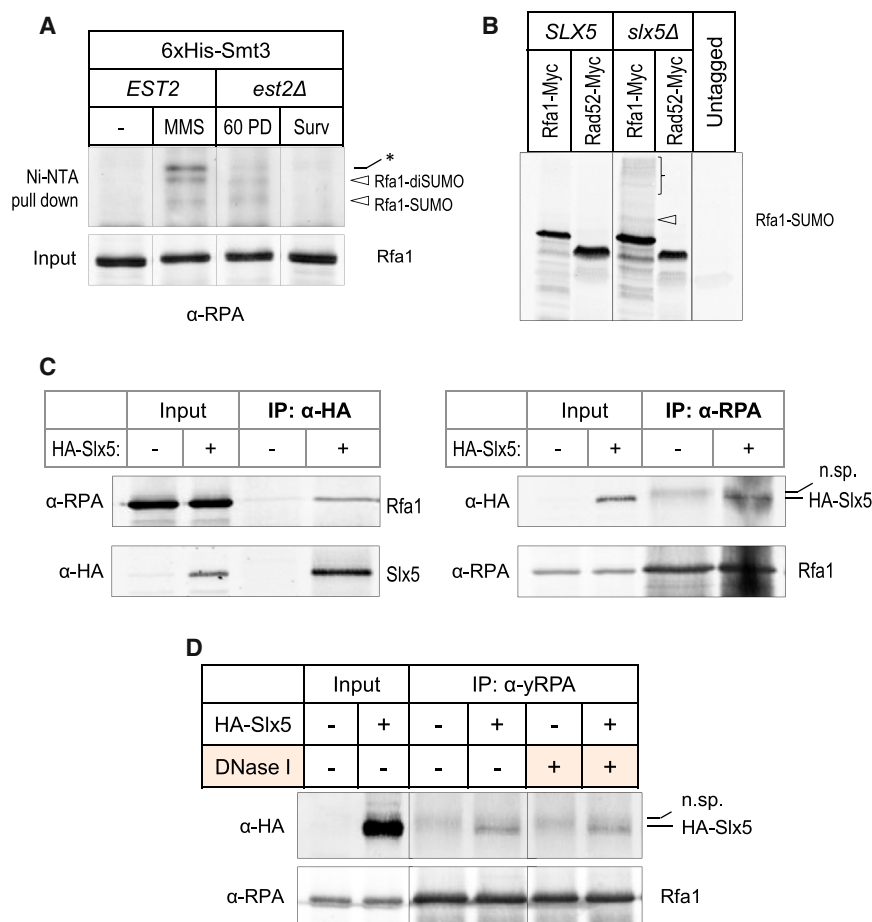 A
6xHis-Smt3
EST2 est2Δ
- MMS 60 PD Surv
Ni-NTA
pull down
*
Rfa1-diSUMO
Rfa1-SUMO
Input
Rfa1
α-RPA
B
SLX5 slx5Δ
Rfa1-Myc Rad52-Myc Rfa1-Myc Rad52-Myc Untagged
Rfa1-SUMO
C
Input IP: α-HA
HA-Slx5: - + - +
α-RPA Rfa1
α-HA Slx5
Input IP: α-RPA
HA-Slx5: - + - +
n.sp.
α-HA HA-Slx5
α-RPA Rfa1
D
Input IP: α-yRPA
HA-Slx5 - + - + - +
DNase I - - - - + +
n.sp.
α-HA HA-Slx5
α-RPA Rfa1